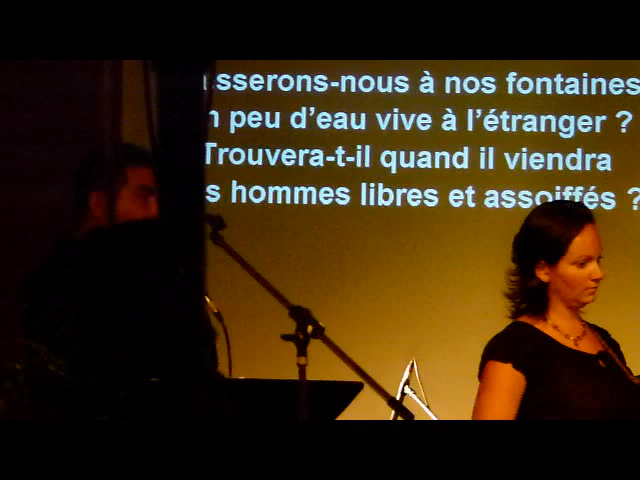 sserons-nous à nos fontaines
peu d'eau vive à l'étranger ?
Trouvera-t-il quand il viendra
s hommes libres et assoiffés ?